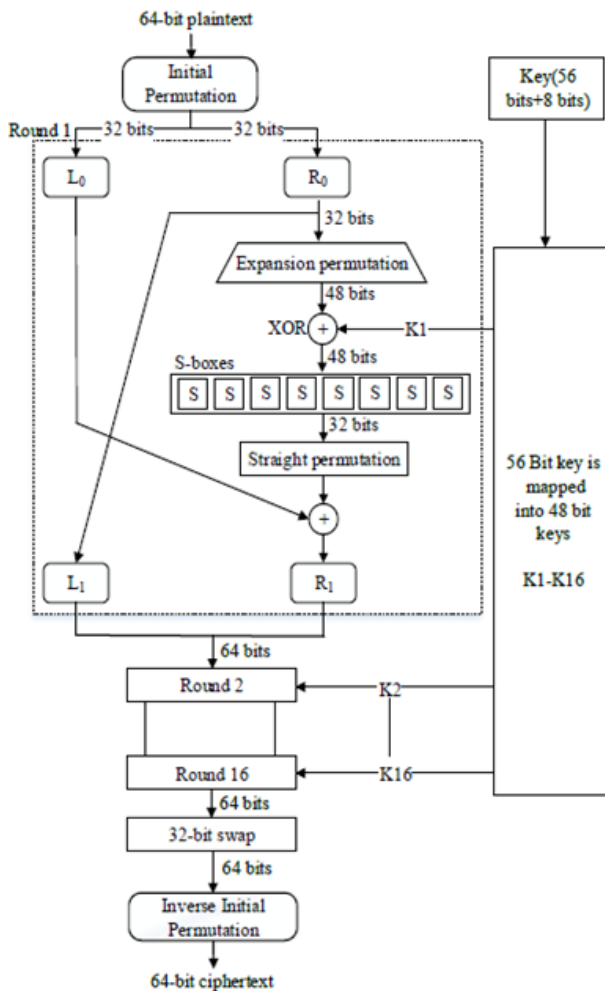 64-bit plaintext
Initial
Permutation
Key(56
bits+8 bits)
Round 1
32 bits
32 bits
L0
R0
32 bits
Expansion permutation
48 bits
XOR
+
K1
48 bits
S-boxes
S S S S S S S S
32 bits
Straight permutation
+
56 Bit key is
mapped
into 48 bit
keys
K1-K16
L1
R1
64 bits
Round 2
K2
Round 16
K16
64 bits
32-bit swap
64 bits
Inverse Initial
Permutation
64-bit ciphertext